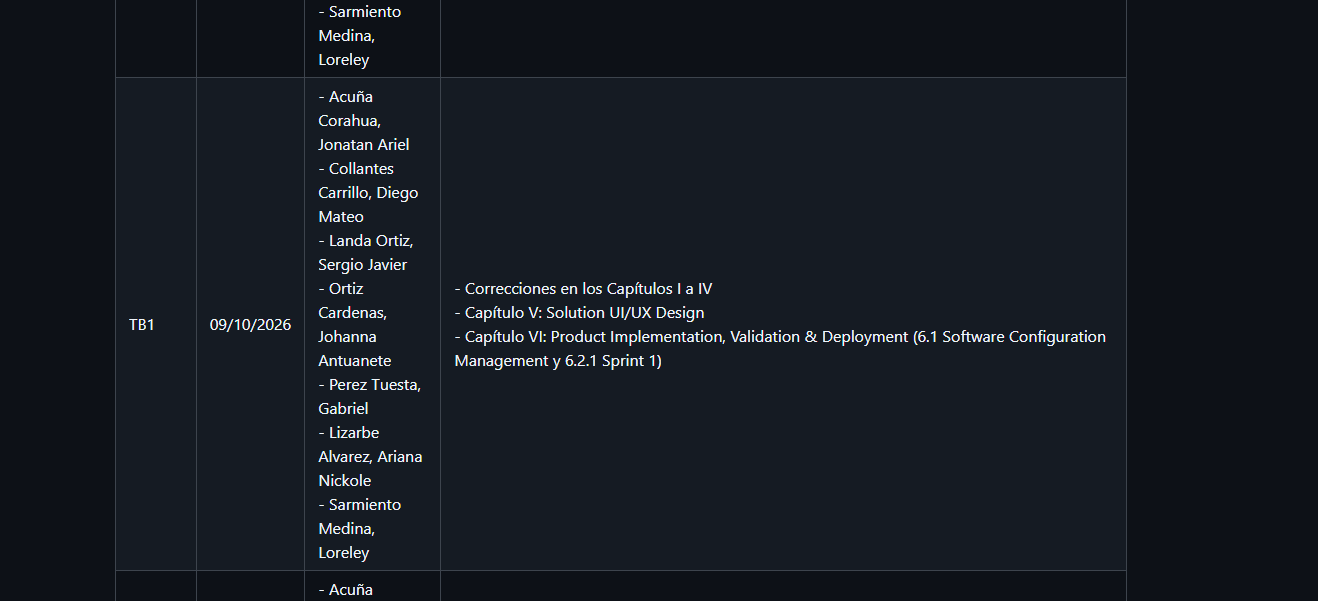 - Sarmiento
Medina,
Loreley
TB1
09/10/2026
- Acuña
Corahua,
Jonatan Ariel
- Collantes
Carrillo, Diego
Mateo
- Landa Ortiz,
Sergio Javier
- Ortiz
Cardenas,
Johanna
Antuanete
- Perez Tuesta,
Gabriel
- Lizarbe
Alvarez, Ariana
Nickole
- Sarmiento
Medina,
Loreley
- Correcciones en los Capítulos I a IV
- Capítulo V: Solution UI/UX Design
- Capítulo VI: Product Implementation, Validation & Deployment (6.1 Software Configuration
Management y 6.2.1 Sprint 1)
- Acuña